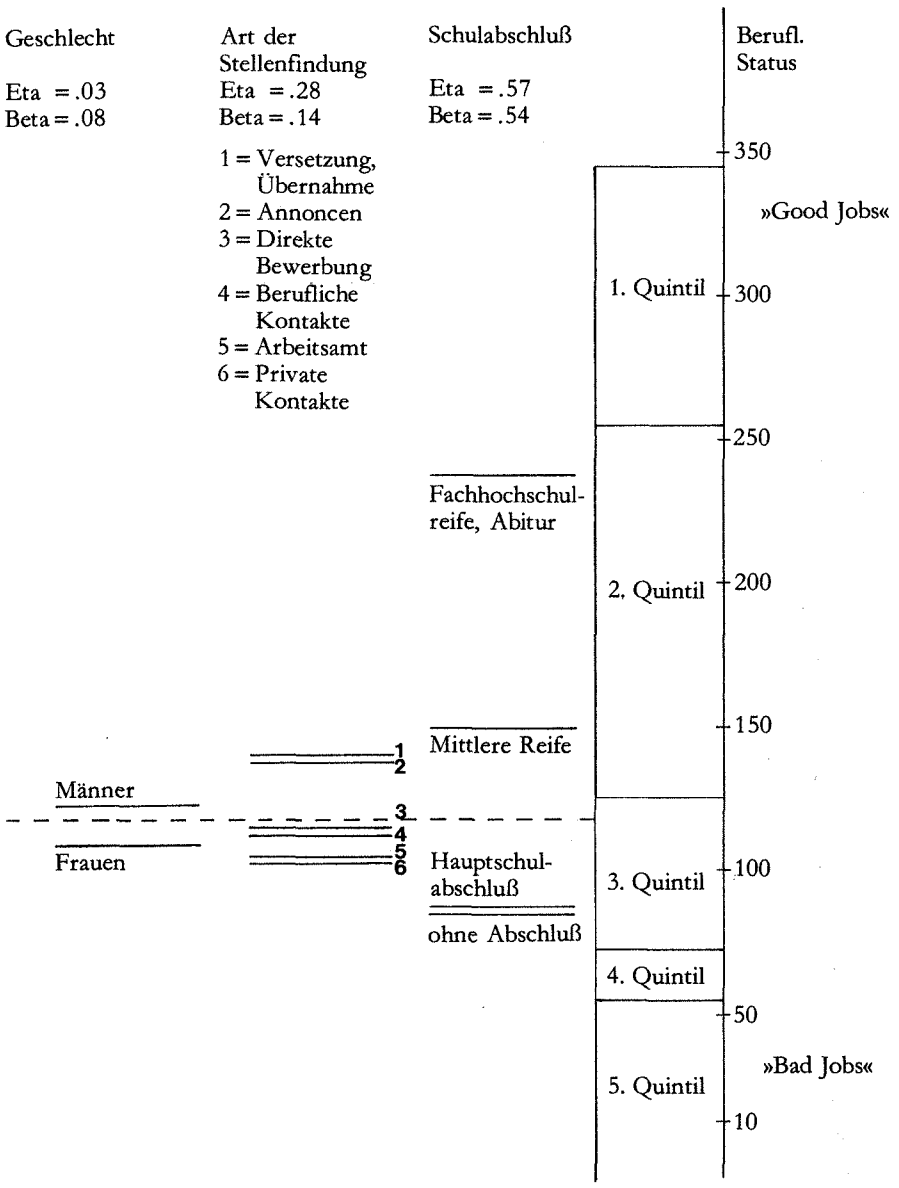 Geschlecht
Eta = .03
Beta = .08
Art der
Stellenfindung
Eta = .28
Beta = .14
1 = Versetzung,
Übernahme
2 = Annoncen
3 = Direkte
Bewerbung
4 = Berufliche
Kontakte
5 = Arbeitsamt
6 = Private
Kontakte
Schulabschluß
Eta = .57
Beta = .54
Berufl.
Status
350
»Good Jobs«
1. Quintil
300
250
Fachhochschul-
reife, Abitur
2. Quintil
200
150
Mittlere Reife
1
2
Männer
3
4
5
6
Frauen
Hauptschul-
abschluß
ohne Abschluß
100
3. Quintil
4. Quintil
50
»Bad Jobs«
5. Quintil
10